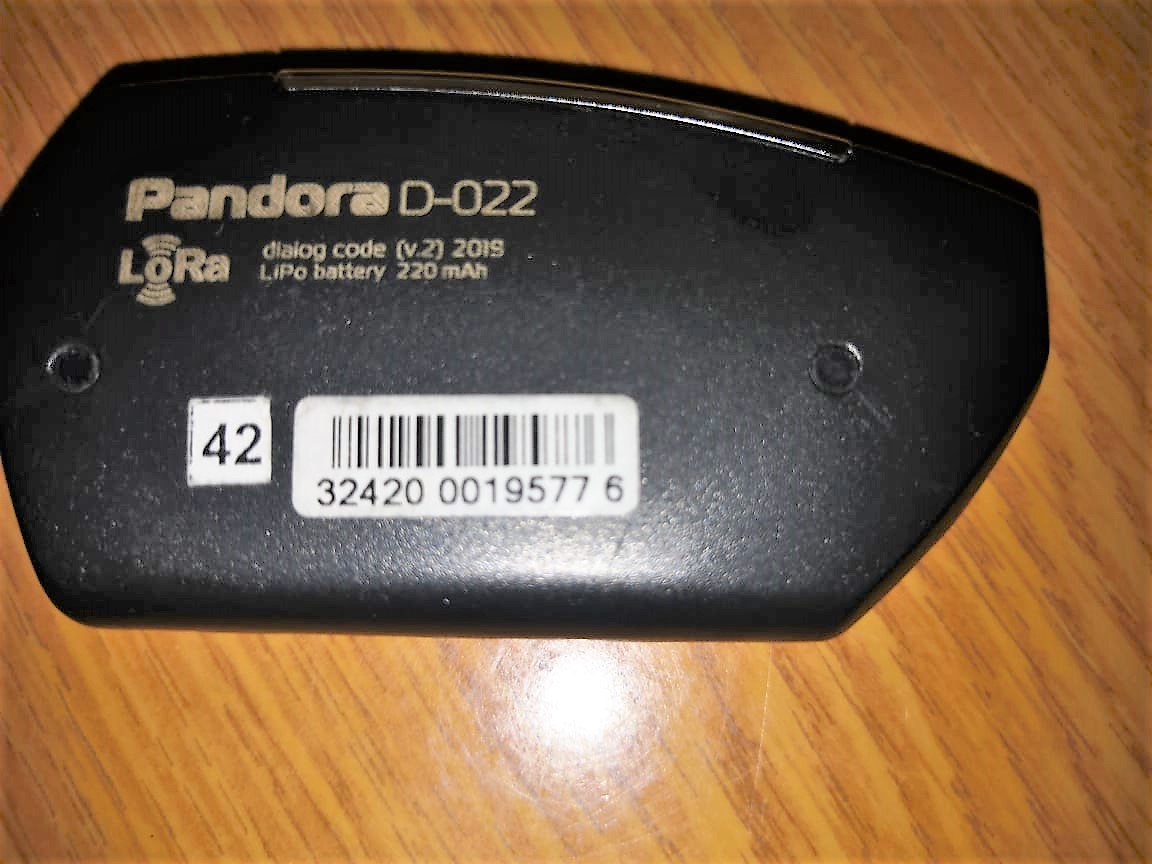 Pandora D-022
LoRa
dialog code (v.2) 2019
LiPo battery 220 mAh
42
32420 0019577 6